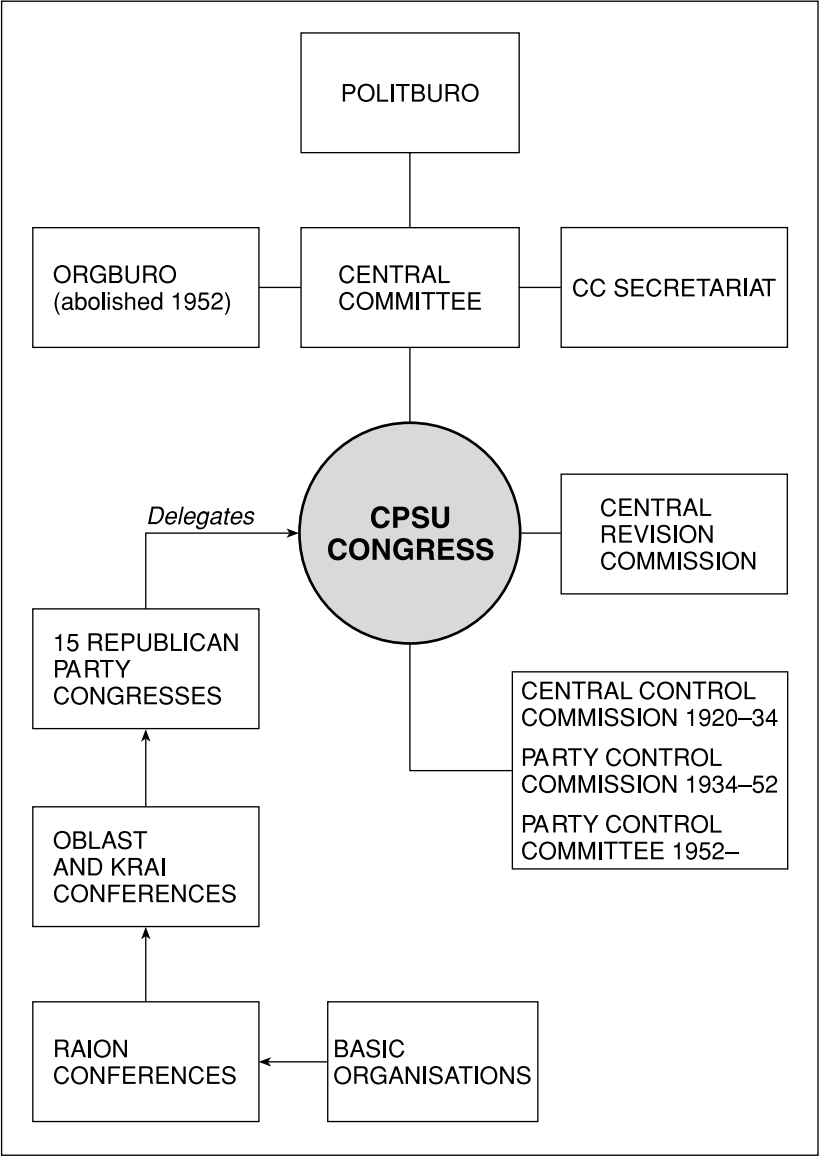 POLITBURO
ORGBURO
(abolished 1952)
CENTRAL
COMMITTEE
CC SECRETARIAT
Delegates
CPSU
CONGRESS
CENTRAL
REVISION
COMMISSION
15 REPUBLICAN
PARTY
CONGRESSES
CENTRAL CONTROL
COMMISSION 1920–34
PARTY CONTROL
COMMISSION 1934–52
PARTY CONTROL
COMMITTEE 1952–
OBLAST
AND KRAI
CONFERENCES
RAION
CONFERENCES
BASIC
ORGANISATIONS